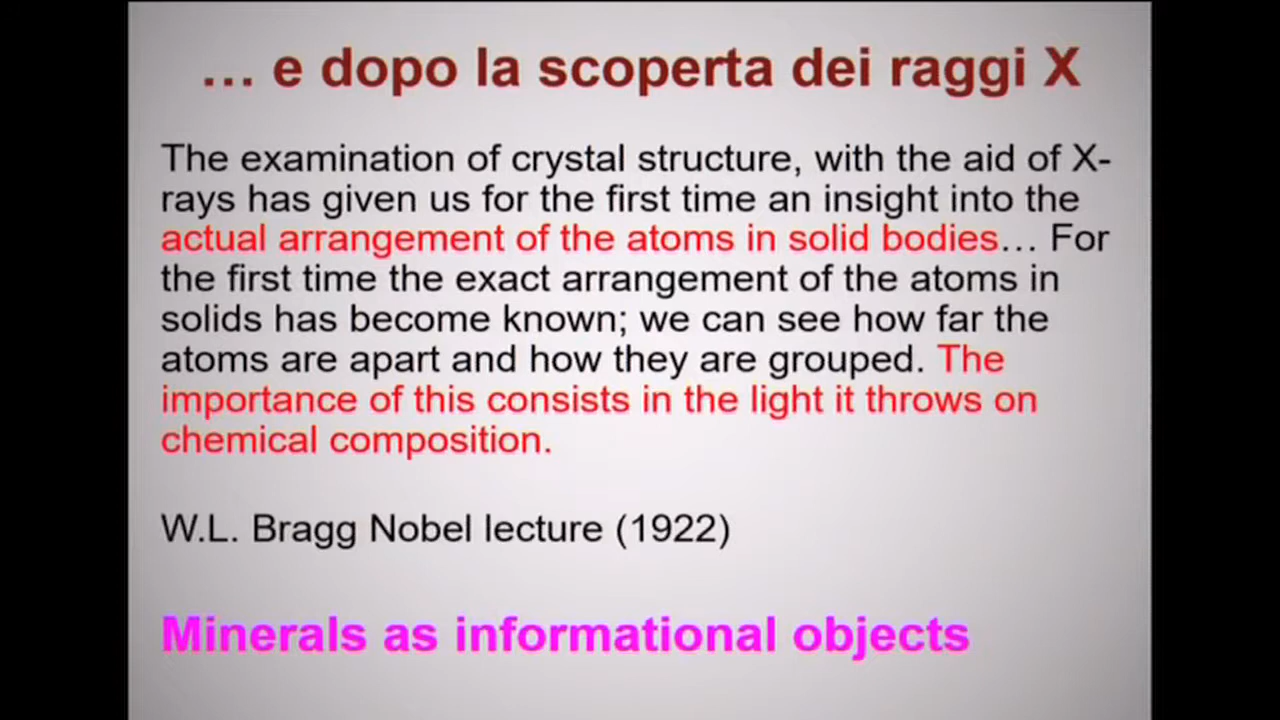 … e dopo la scoperta dei raggi X
The examination of crystal structure, with the aid of X-
rays has given us for the first time an insight into the
actual arrangement of the atoms in solid bodies… For
the first time the exact arrangement of the atoms in
solids has become known; we can see how far the
atoms are apart and how they are grouped. The
importance of this consists in the light it throws on
chemical composition.
W.L. Bragg Nobel lecture (1922)
Minerals as informational objects